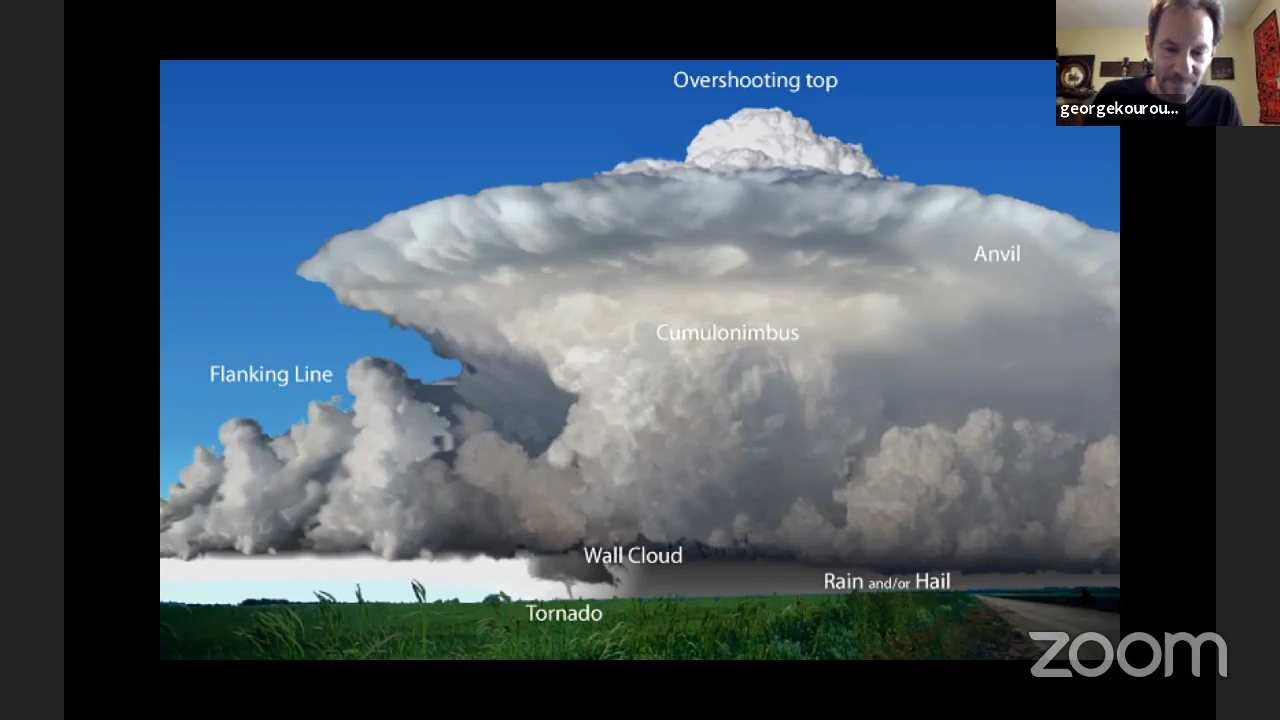 Overshooting top
georgekourou...
Anvil
Cumulonimbus
Flanking Line
Wall Cloud
Rain and/or Hail
Tornado
zoom